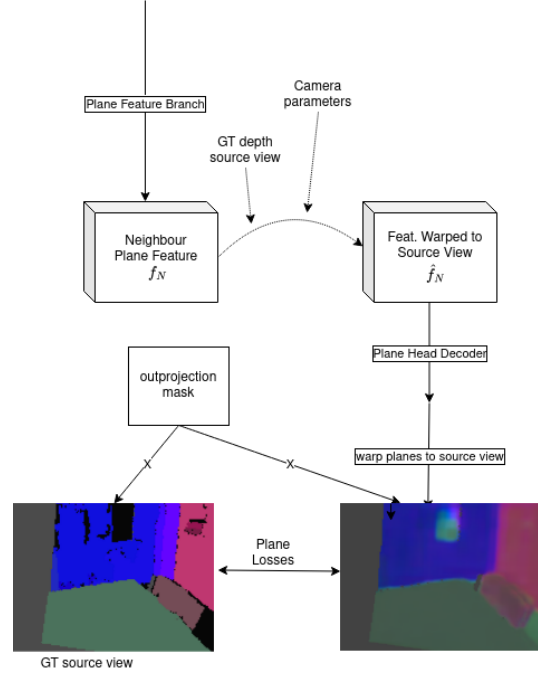 Plane Feature Branch
Camera
parameters
GT depth
source view
Neighbour
Plane Feature
f_N
Feat. Warped to
Source View
f̂_N
Plane Head Decoder
outprojection
mask
warp planes to source view
X
X
Plane
Losses
GT source view